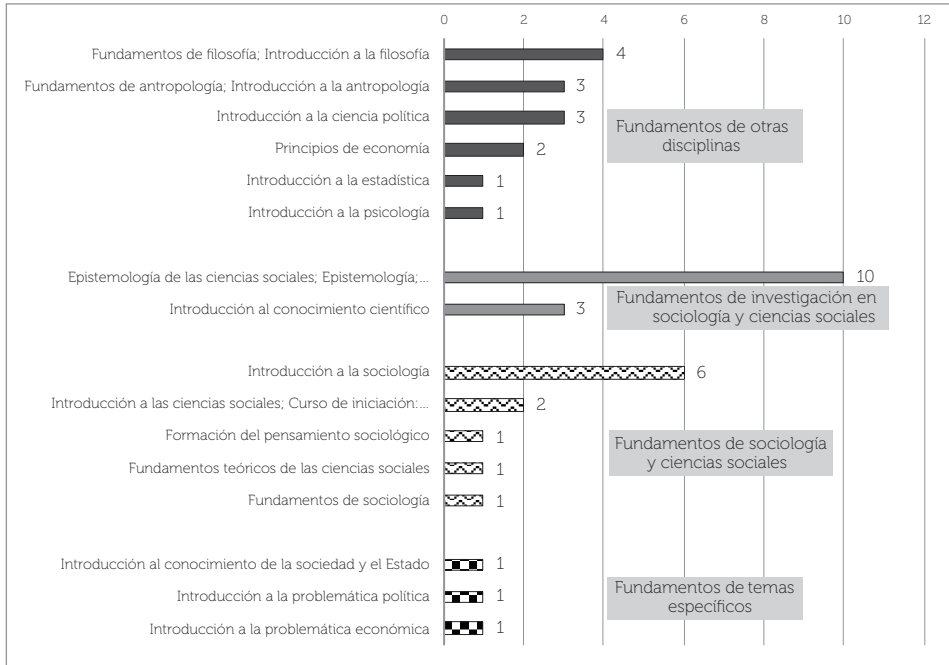 0 2 4 6 8 10 12
Fundamentos de filosofía; Introducción a la filosofía 4
Fundamentos de antropología; Introducción a la antropología 3
Introducción a la ciencia política 3
Fundamentos de otras
disciplinas
Principios de economía 2
Introducción a la estadística 1
Introducción a la psicología 1
Epistemología de las ciencias sociales; Epistemología;... 10
Fundamentos de investigación en
sociología y ciencias sociales
Introducción al conocimiento científico 3
Introducción a la sociología 6
Introducción a las ciencias sociales; Curso de iniciación:... 2
Formación del pensamiento sociológico 1
Fundamentos de sociología
y ciencias sociales
Fundamentos teóricos de las ciencias sociales 1
Fundamentos de sociología 1
Introducción al conocimiento de la sociedad y el Estado 1
Fundamentos de temas
específicos
Introducción a la problemática política 1
Introducción a la problemática económica 1